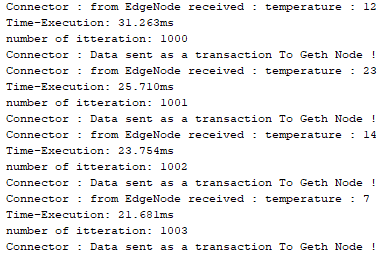 Connector : from EdgeNode received : temperature : 12
Time-Execution: 31.263ms
number of itteration: 1000
Connector : Data sent as a transaction To Geth Node !
Connector : from EdgeNode received : temperature : 23
Time-Execution: 25.710ms
number of itteration: 1001
Connector : Data sent as a transaction To Geth Node !
Connector : from EdgeNode received : temperature : 14
Time-Execution: 23.754ms
number of itteration: 1002
Connector : Data sent as a transaction To Geth Node !
Connector : from EdgeNode received : temperature : 7
Time-Execution: 21.681ms
number of itteration: 1003
Connector : Data sent as a transaction To Geth Node !